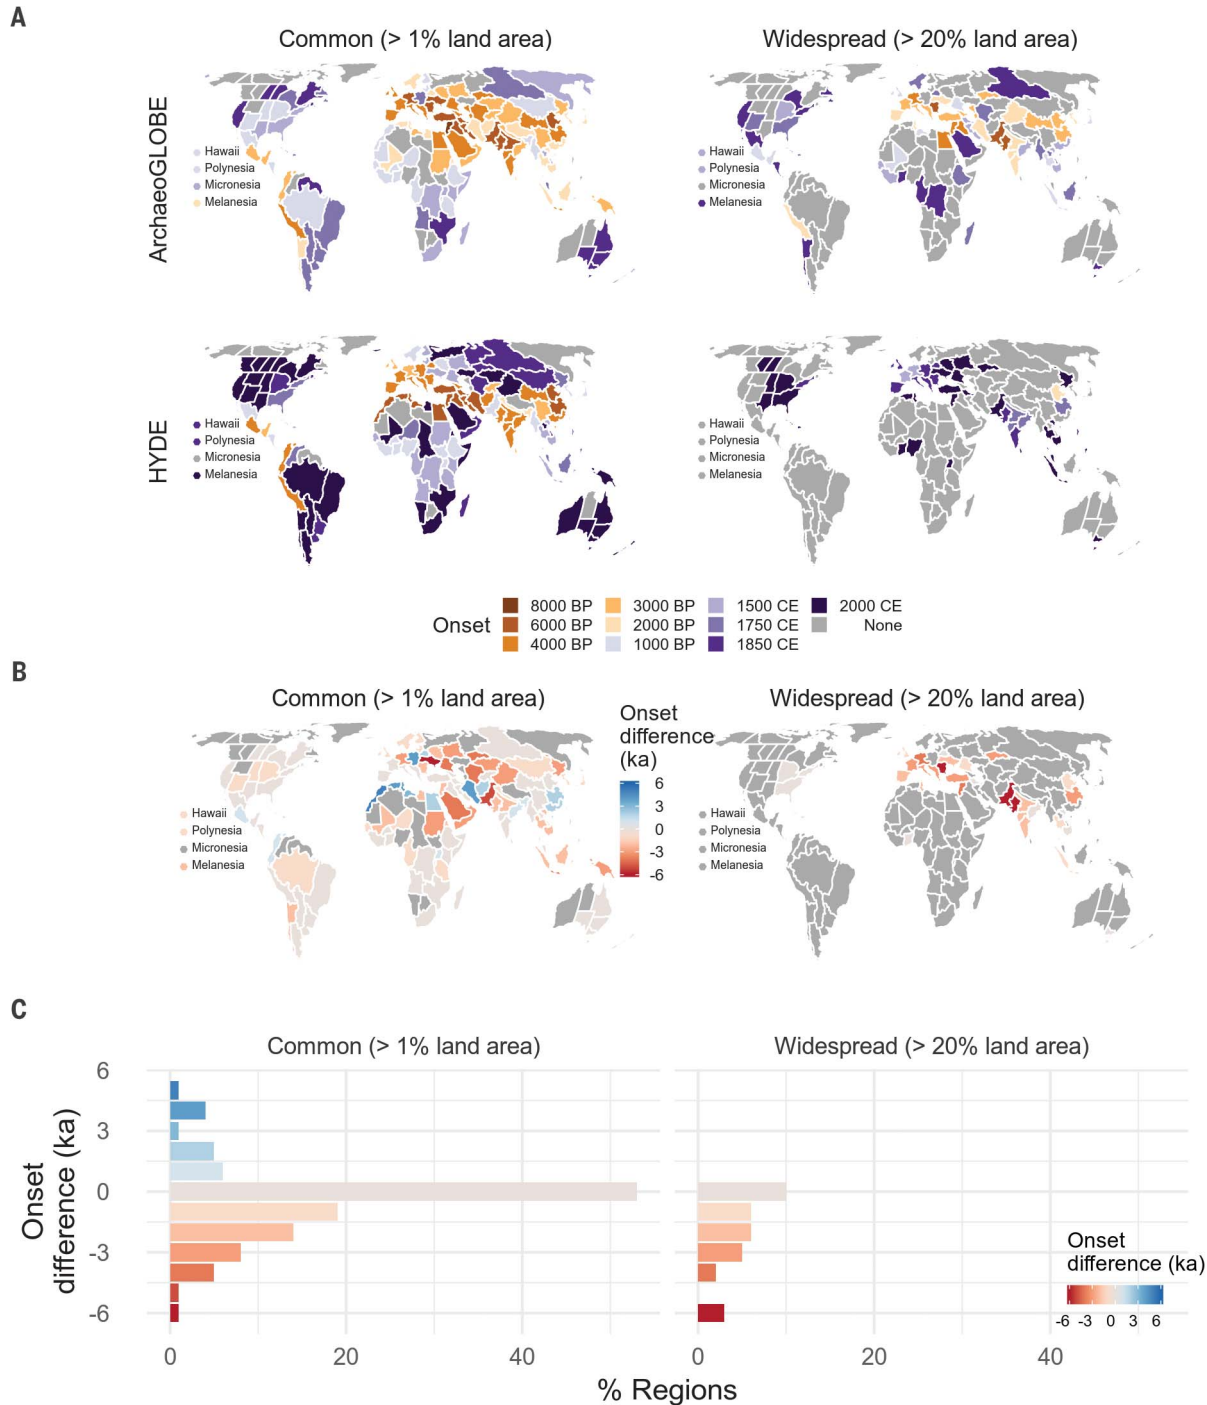 A
Common (> 1% land area)
Widespread (> 20% land area)
ArchaeoGLOBE
Hawaii
Polynesia
Micronesia
Melanesia
Hawaii
Polynesia
Micronesia
Melanesia
HYDE
Hawaii
Polynesia
Micronesia
Melanesia
Hawaii
Polynesia
Micronesia
Melanesia
Onset
8000 BP
6000 BP
4000 BP
3000 BP
2000 BP
1000 BP
1500 CE
1750 CE
1850 CE
2000 CE
None
B
Common (> 1% land area)
Widespread (> 20% land area)
Onset
difference
(ka)
6
3
0
-3
-6
Hawaii
Polynesia
Micronesia
Melanesia
Hawaii
Polynesia
Micronesia
Melanesia
C
Common (> 1% land area)
Widespread (> 20% land area)
Onset
difference (ka)
6
3
0
-3
-6
Onset
difference (ka)
-6 -3 0 3 6
0 20 40
0 20 40
% Regions